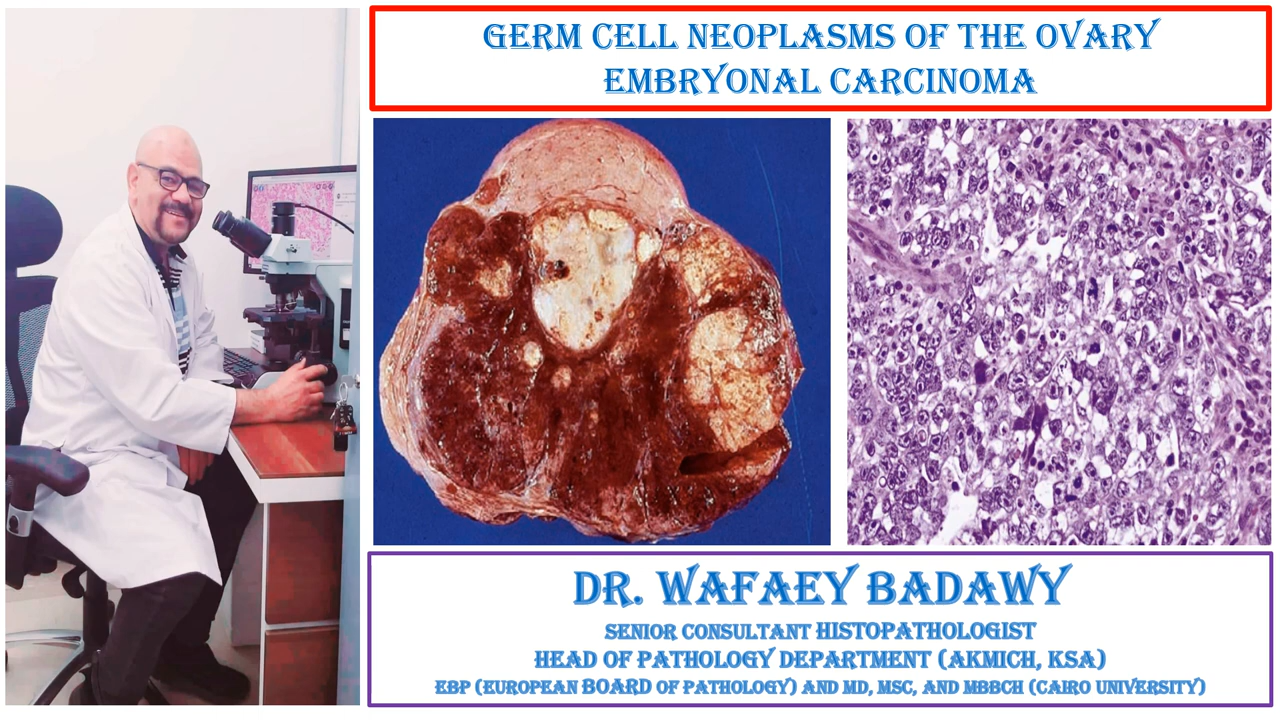 GERM CELL NEOPLASMS OF THE OVARY
EMBRYONAL CARCINOMA
DR. WAFAEY BADAWY
SENIOR CONSULTANT HISTOPATHOLOGIST
HEAD OF PATHOLOGY DEPARTMENT (AKMICH, KSA)
EBP (EUROPEAN BOARD OF PATHOLOGY) AND MD, MSC, AND MBBCH (CAIRO UNIVERSITY)